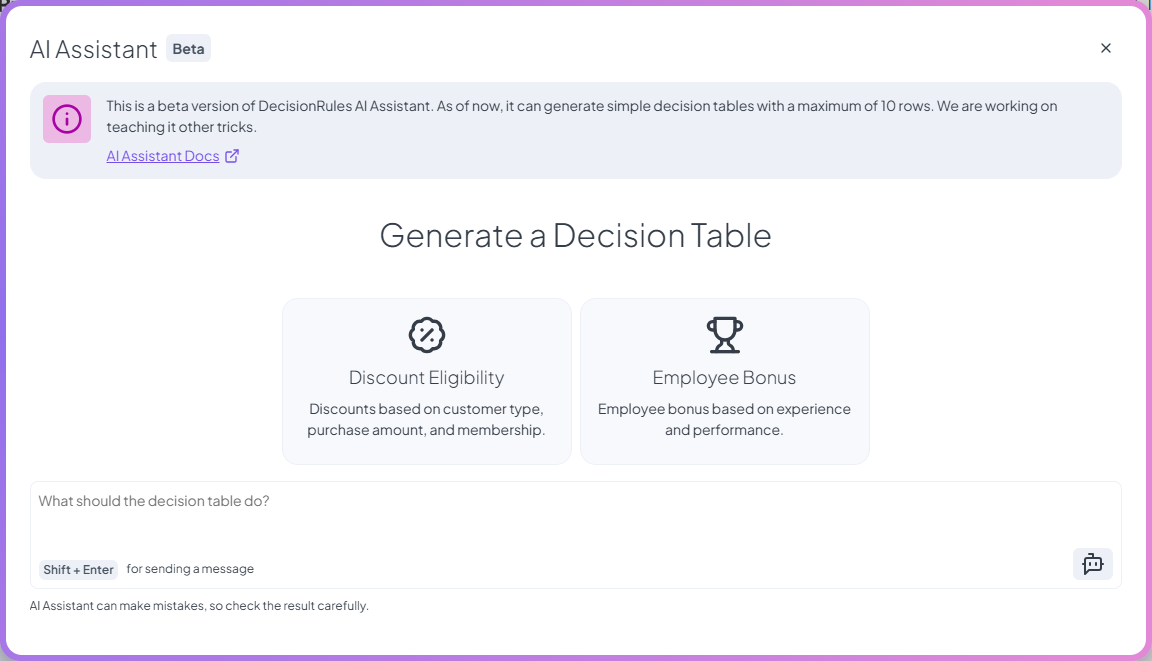 AI Assistant Beta
This is a beta version of DecisionRules AI Assistant. As of now, it can generate simple decision tables with a maximum of 10 rows. We are working on
teaching it other tricks.
AI Assistant Docs
Generate a Decision Table
Discount Eligibility
Discounts based on customer type,
purchase amount, and membership.
Employee Bonus
Employee bonus based on experience
and performance.
What should the decision table do?
Shift + Enter for sending a message
AI Assistant can make mistakes, so check the result carefully.